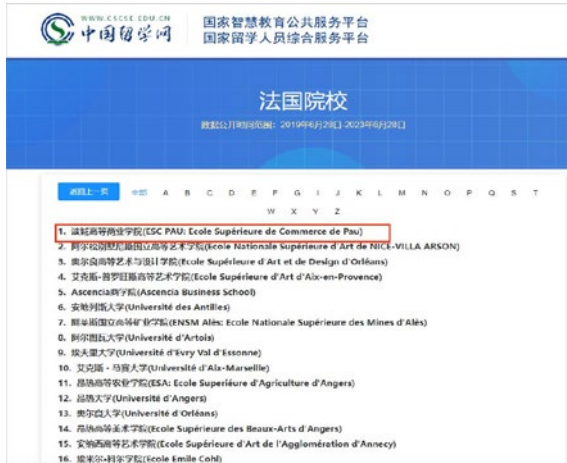 WWW.CSCSE.EDU.CN
中国留学网
国家智慧教育公共服务平台
国家留学人员综合服务平台
法国院校
数据公开时间范围：2019年6月28日-2023年6月28日
返回上一页 全部 A B C D E F G I J K L M N O P Q S T
W X Y Z
1. 波城高等商业学院(ESC PAU: Ecole Supérieure de Commerce de Pau)
2. 国立高等艺术学院(Ecole Nationale Supérieure d'Art de NICE-VILLA ARSON)
3. 奥尔良高等艺术与设计学院(Ecole Supérieure d'Art et de Design d'Orléans)
4. 艾克斯-普罗旺斯高等艺术学院(Ecole Supérieure d'Art d'Aix-en-Provence)
5. Ascencia商学院(Ascencia Business School)
6. 安地列斯大学(Université des Antilles)
7. 阿莱斯国立高等矿业学院(ENSM Alès: Ecole Nationale Supérieure des Mines d'Alès)
8. 阿尔图瓦大学(Université d'Artois)
9. 埃夫里大学(Université d'Evry Val d'Essonne)
10. 艾克斯-马赛大学(Université d'Aix-Marseille)
11. 昂热高等农业学院(ESA: Ecole Superiéure d'Agriculture d'Angers)
12. 昂热大学(Université d'Angers)
13. 奥尔良大学(Université d'Orléans)
14. 昂热高等美术学院(Ecole Supérieure des Beaux-Arts d'Angers)
15. 安纳西高等艺术学院(Ecole Supérieure d'Art de l'Agglomération d'Annecy)
16. 埃米尔-科尔学院(Ecole Emile Cohl)